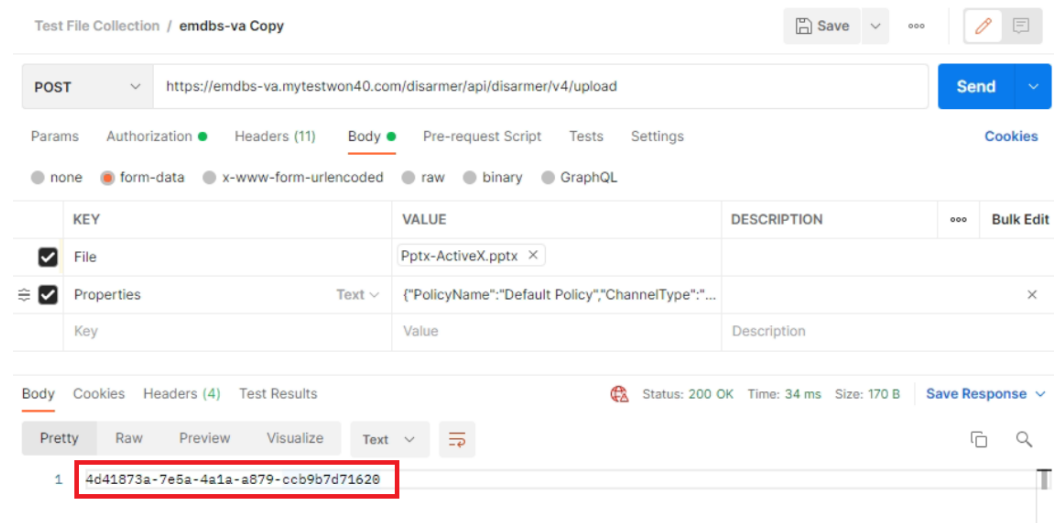 Test File Collection / emdbs-va Copy Save ooo
POST https://emdbs-va.mytestwon40.com/disarmer/api/disarmer/v4/upload Send
Params Authorization Headers (11) Body Pre-request Script Tests Settings Cookies
none form-data x-www-form-urlencoded raw binary GraphQL
KEY VALUE DESCRIPTION ooo Bulk Edit
File Pptx-ActiveX.pptx ×
Properties Text {"PolicyName":"Default Policy","ChannelType":"... ×
Key Value Description
Body Cookies Headers (4) Test Results Status: 200 OK Time: 34 ms Size: 170 B Save Response
Pretty Raw Preview Visualize Text
1 4d41873a-7e5a-4a1a-a879-ccb9b7d71620